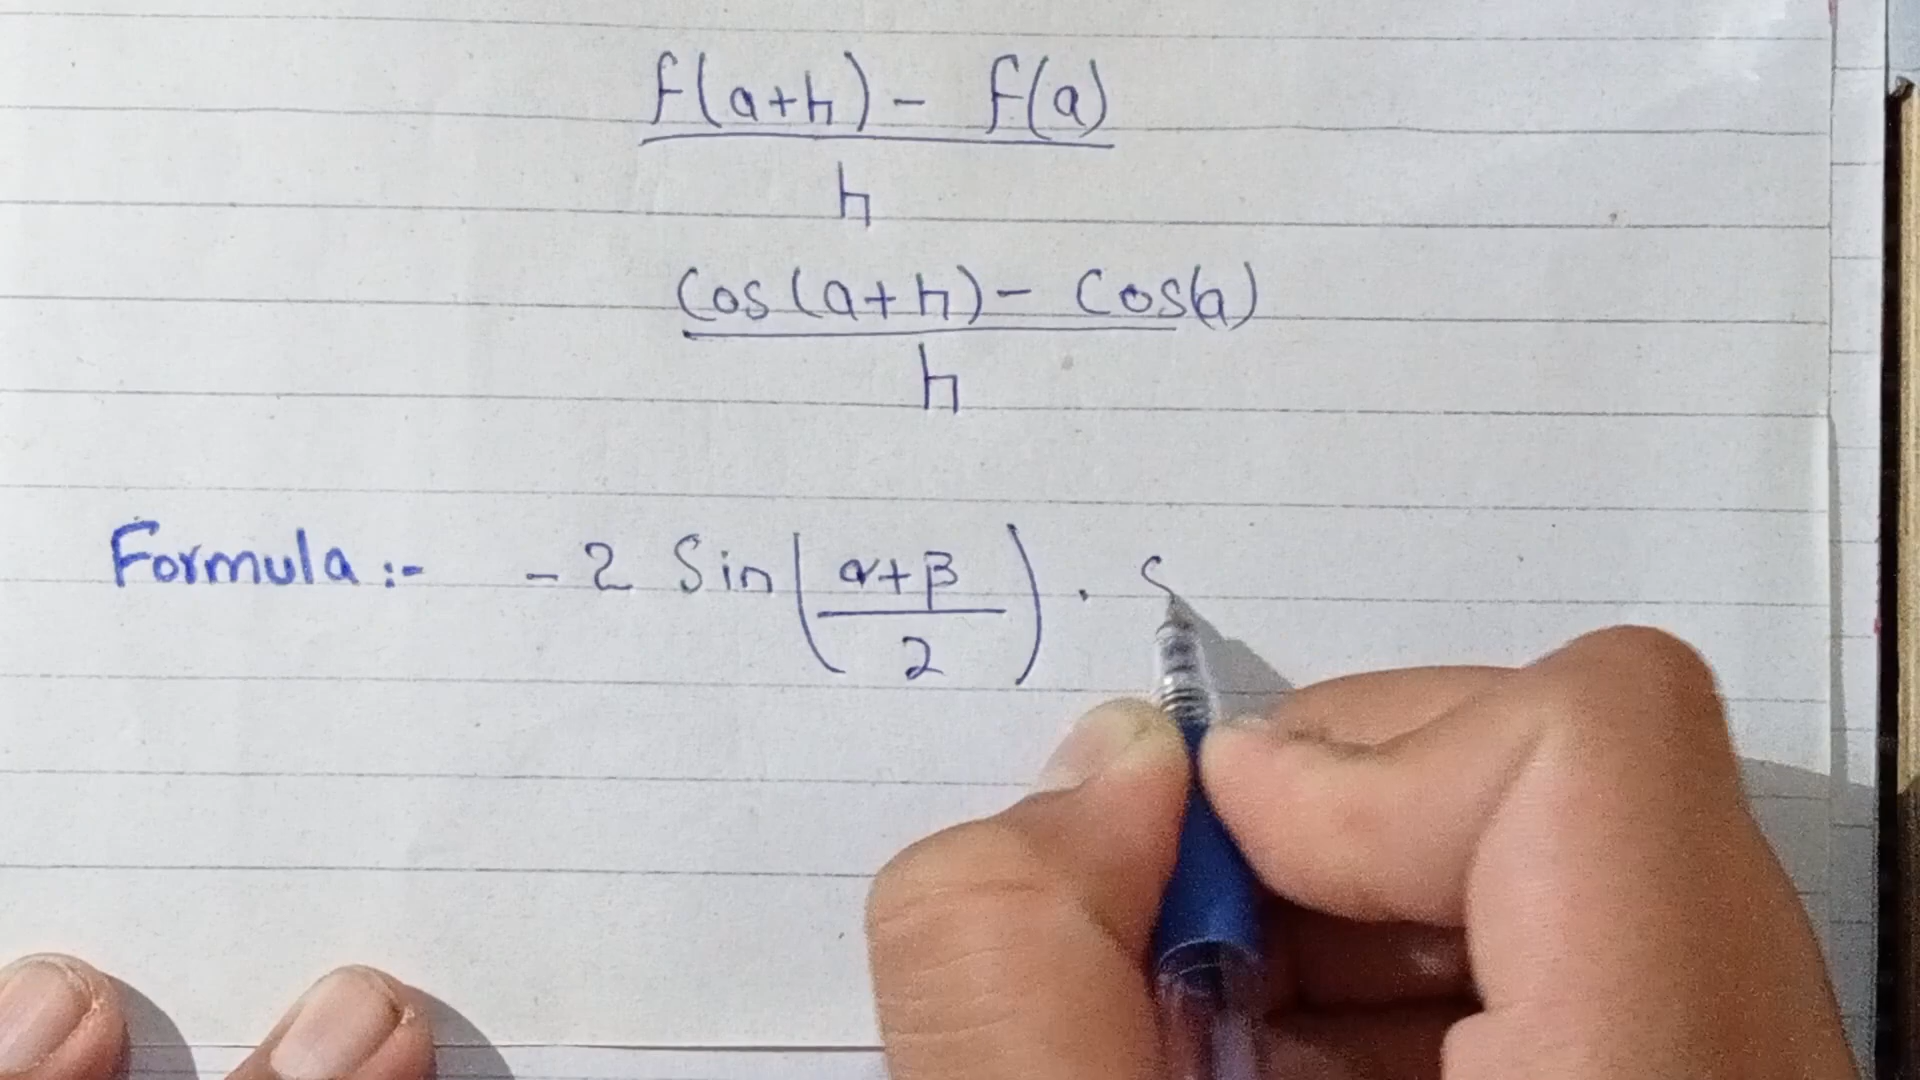 f(a+h) - f(a)
h
Cos(a+h) - Cos(a)
h
Formula:- -2 Sin(α+β/2) . S